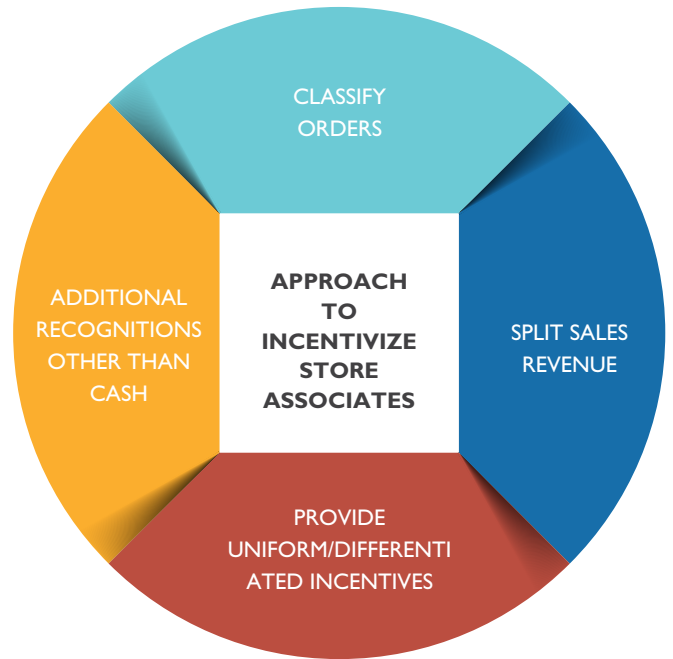 CLASSIFY
ORDERS
APPROACH
TO
INCENTIVIZE
STORE
ASSOCIATES
ADDITIONAL
RECOGNITIONS
OTHER THAN
CASH
SPLIT SALES
REVENUE
PROVIDE
UNIFORM/DIFFERENTI
ATED INCENTIVES